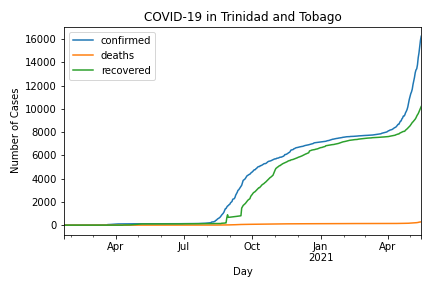 COVID-19 in Trinidad and Tobago
confirmed
deaths
recovered
Number of Cases
16000
14000
12000
10000
8000
6000
4000
2000
0
Apr
Jul
Oct
Jan
2021
Apr
Day